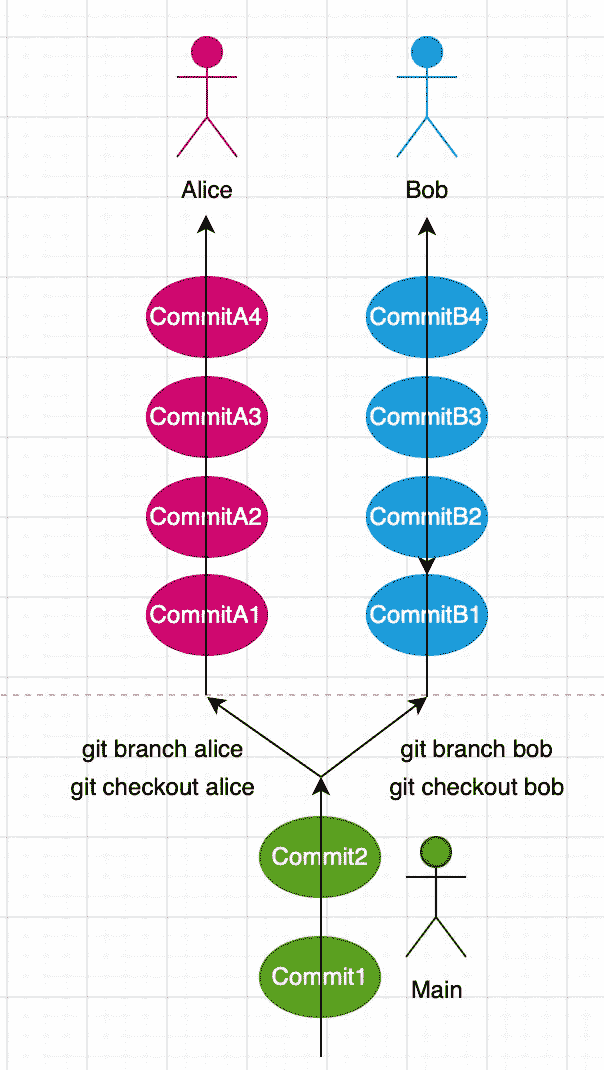 Alice
Bob
CommitA4
CommitB4
CommitA3
CommitB3
CommitA2
CommitB2
CommitA1
CommitB1
git branch alice
git checkout alice
git branch bob
git checkout bob
Commit2
Commit1
Main